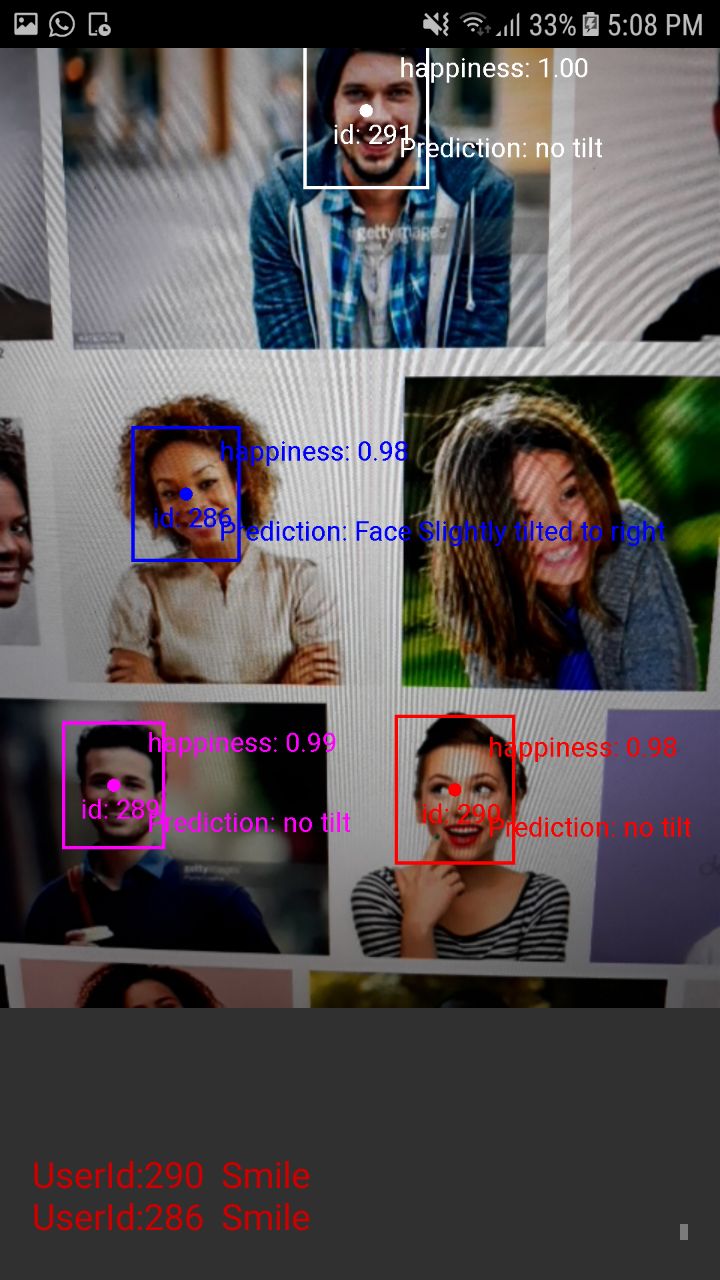 33% 5:08 PM
happiness: 1.00
id: 291
Prediction: no tilt
gettyimages
happiness: 0.98
id: 286
Prediction: Face Slightly tilted to right
happiness: 0.99
id: 289
Prediction: no tilt
happiness: 0.98
id: 290
Prediction: no tilt
gettyimages
UserId:290 Smile
UserId:286 Smile